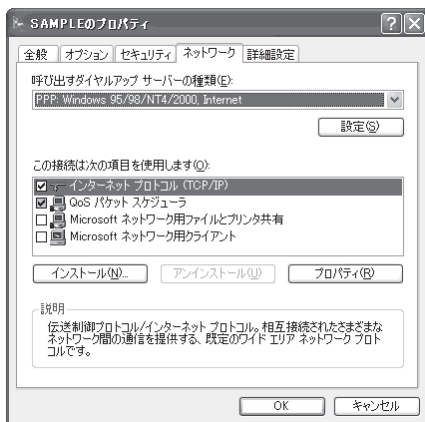 SAMPLEのプロパティ
全般 オプション セキュリティ ネットワーク 詳細設定
呼び出すダイヤルアップ サーバーの種類(E):
PPP: Windows 95/98/NT4/2000, Internet
設定(S)
この接続は次の項目を使用します(O):
インターネット プロトコル (TCP/IP)
QoS パケット スケジューラ
Microsoft ネットワーク用ファイルとプリンタ共有
Microsoft ネットワーク用クライアント
インストール(N)... アンインストール(U) プロパティ(R)
説明
伝送制御プロトコル/インターネット プロトコル。相互接続されたさまざまな
ネットワーク間の通信を提供する、既定のワイド エリア ネットワーク プロト
コルです。
OK キャンセル